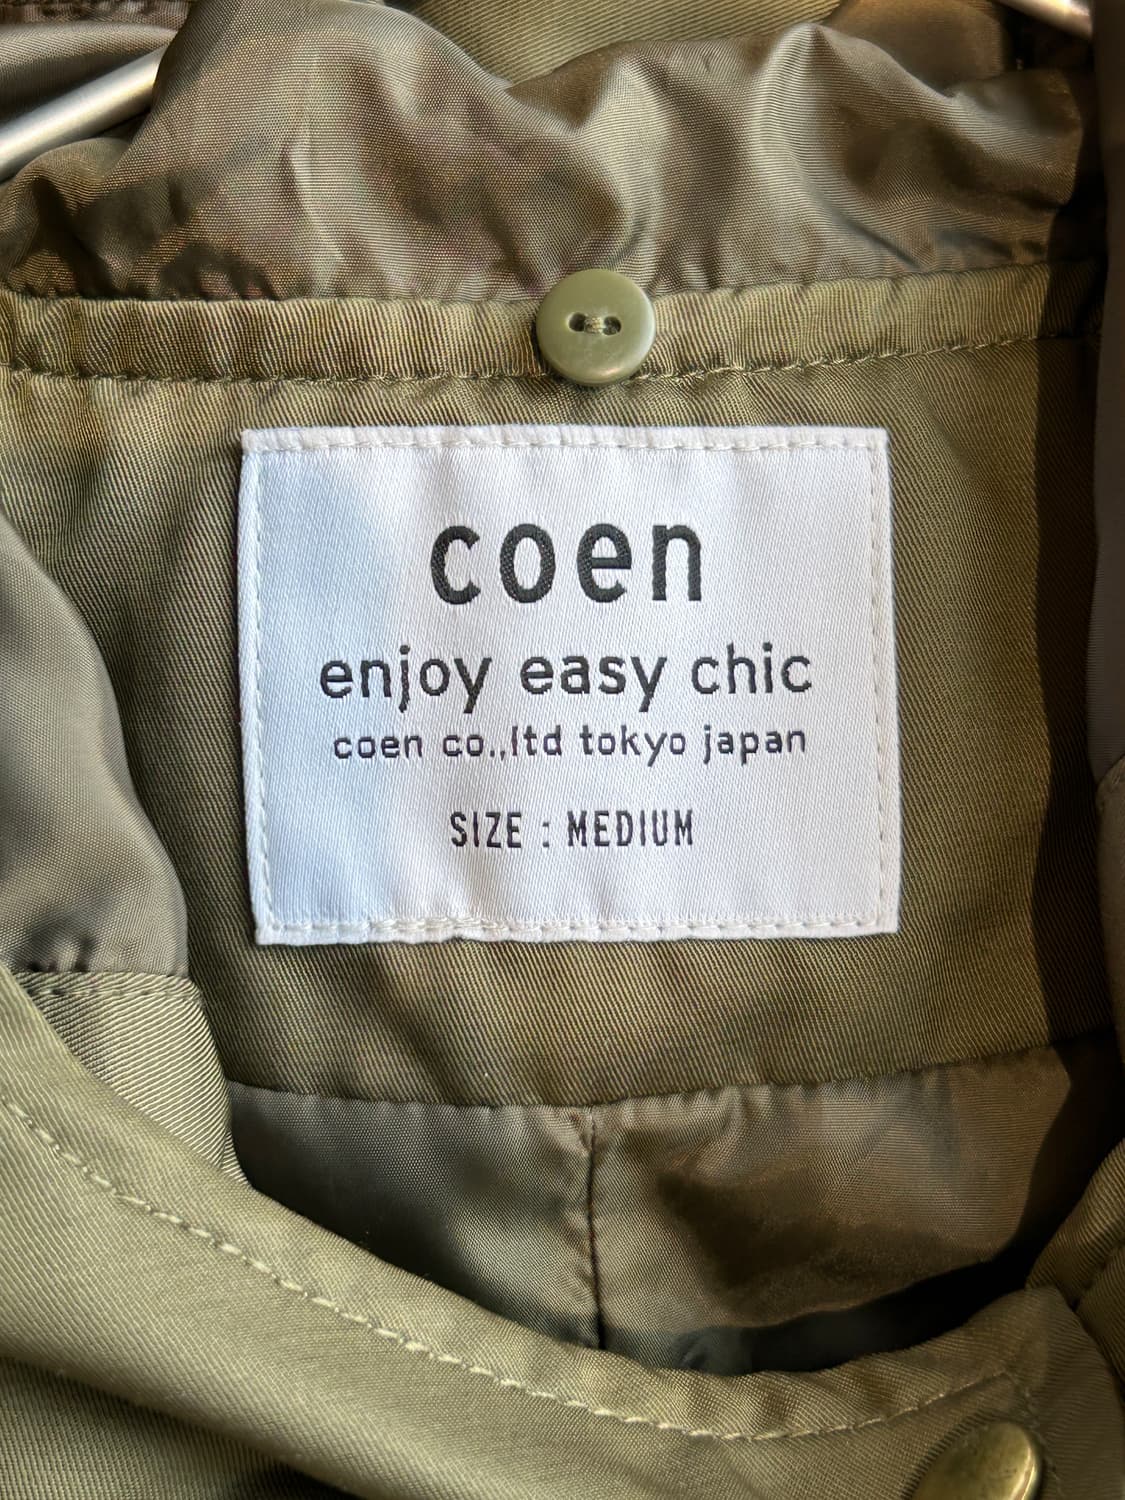 coen
enjoy easy chic
coen co.,ltd tokyo japan
SIZE : MEDIUM